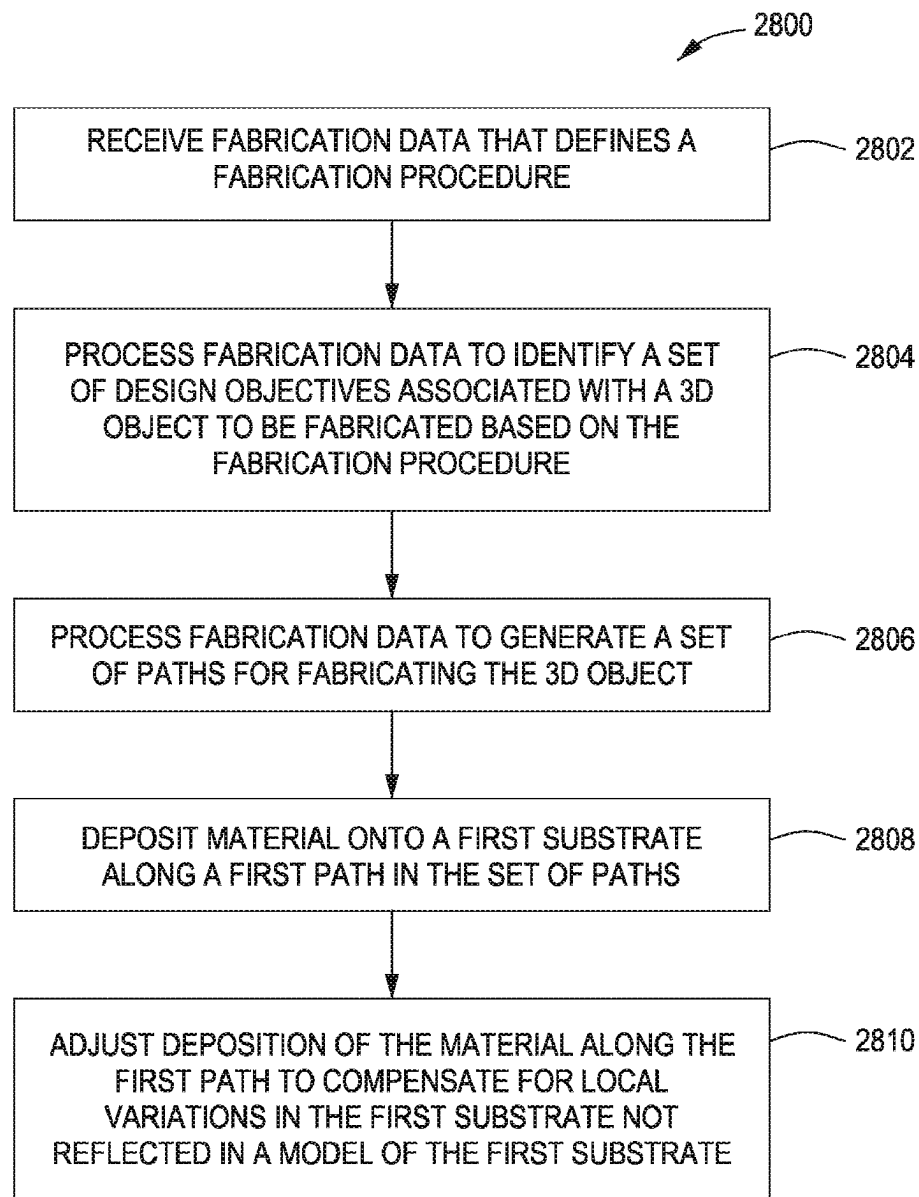 2800
RECEIVE FABRICATION DATA THAT DEFINES A
FABRICATION PROCEDURE
2802
PROCESS FABRICATION DATA TO IDENTIFY A SET
OF DESIGN OBJECTIVES ASSOCIATED WITH A 3D
OBJECT TO BE FABRICATED BASED ON THE
FABRICATION PROCEDURE
2804
PROCESS FABRICATION DATA TO GENERATE A SET
OF PATHS FOR FABRICATING THE 3D OBJECT
2806
DEPOSIT MATERIAL ONTO A FIRST SUBSTRATE
ALONG A FIRST PATH IN THE SET OF PATHS
2808
ADJUST DEPOSITION OF THE MATERIAL ALONG THE
FIRST PATH TO COMPENSATE FOR LOCAL
VARIATIONS IN THE FIRST SUBSTRATE NOT
REFLECTED IN A MODEL OF THE FIRST SUBSTRATE
2810